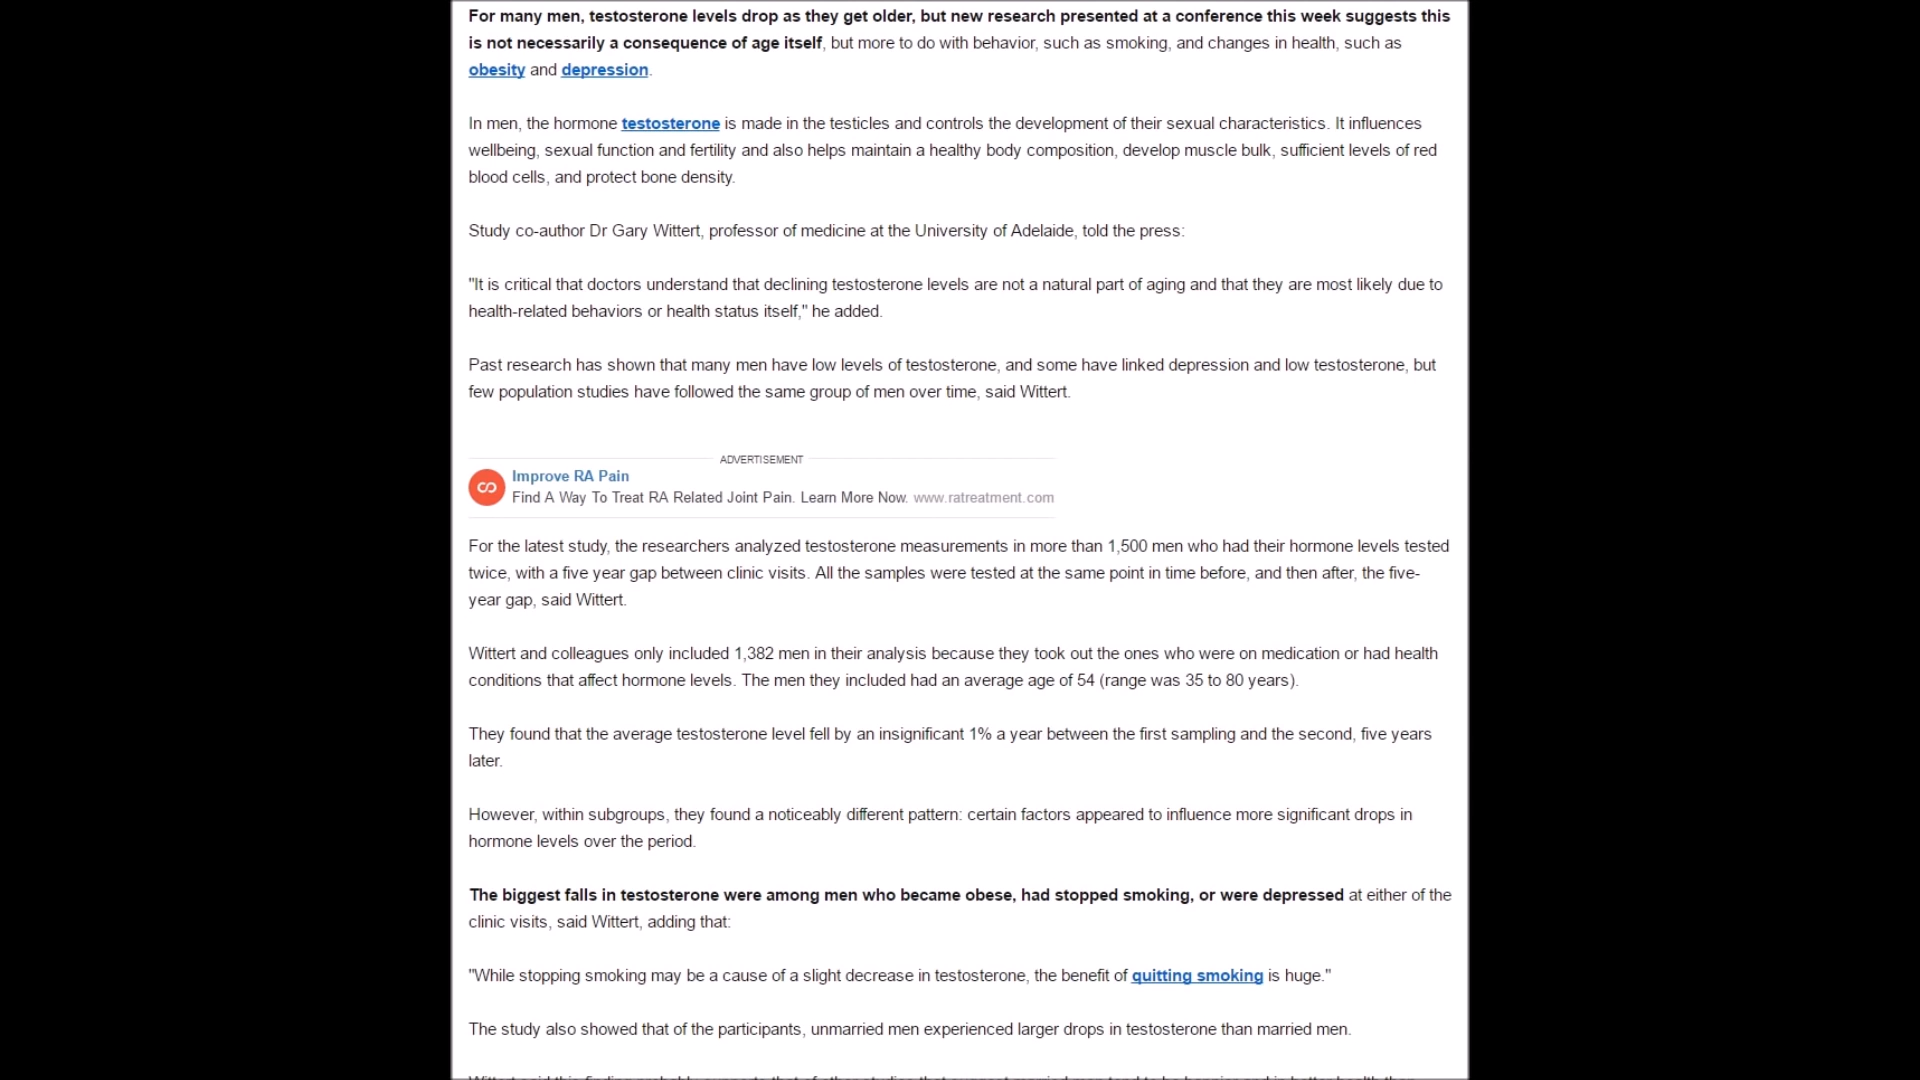 For many men, testosterone levels drop as they get older, but new research presented at a conference this week suggests this
is not necessarily a consequence of age itself, but more to do with behavior, such as smoking, and changes in health, such as
obesity and depression.
In men, the hormone testosterone is made in the testicles and controls the development of their sexual characteristics. It influences
wellbeing, sexual function and fertility and also helps maintain a healthy body composition, develop muscle bulk, sufficient levels of red
blood cells, and protect bone density.
Study co-author Dr Gary Wittert, professor of medicine at the University of Adelaide, told the press:
"It is critical that doctors understand that declining testosterone levels are not a natural part of aging and that they are most likely due to
health-related behaviors or health status itself," he added.
Past research has shown that many men have low levels of testosterone, and some have linked depression and low testosterone, but
few population studies have followed the same group of men over time, said Wittert.
ADVERTISEMENT
Improve RA Pain
Find A Way To Treat RA Related Joint Pain. Learn More Now. www.ratreatment.com
For the latest study, the researchers analyzed testosterone measurements in more than 1,500 men who had their hormone levels tested
twice, with a five year gap between clinic visits. All the samples were tested at the same point in time before, and then after, the five-
year gap, said Wittert.
Wittert and colleagues only included 1,382 men in their analysis because they took out the ones who were on medication or had health
conditions that affect hormone levels. The men they included had an average age of 54 (range was 35 to 80 years).
They found that the average testosterone level fell by an insignificant 1% a year between the first sampling and the second, five years
later.
However, within subgroups, they found a noticeably different pattern: certain factors appeared to influence more significant drops in
hormone levels over the period.
The biggest falls in testosterone were among men who became obese, had stopped smoking, or were depressed at either of the
clinic visits, said Wittert, adding that:
"While stopping smoking may be a cause of a slight decrease in testosterone, the benefit of quitting smoking is huge."
The study also showed that of the participants, unmarried men experienced larger drops in testosterone than married men.